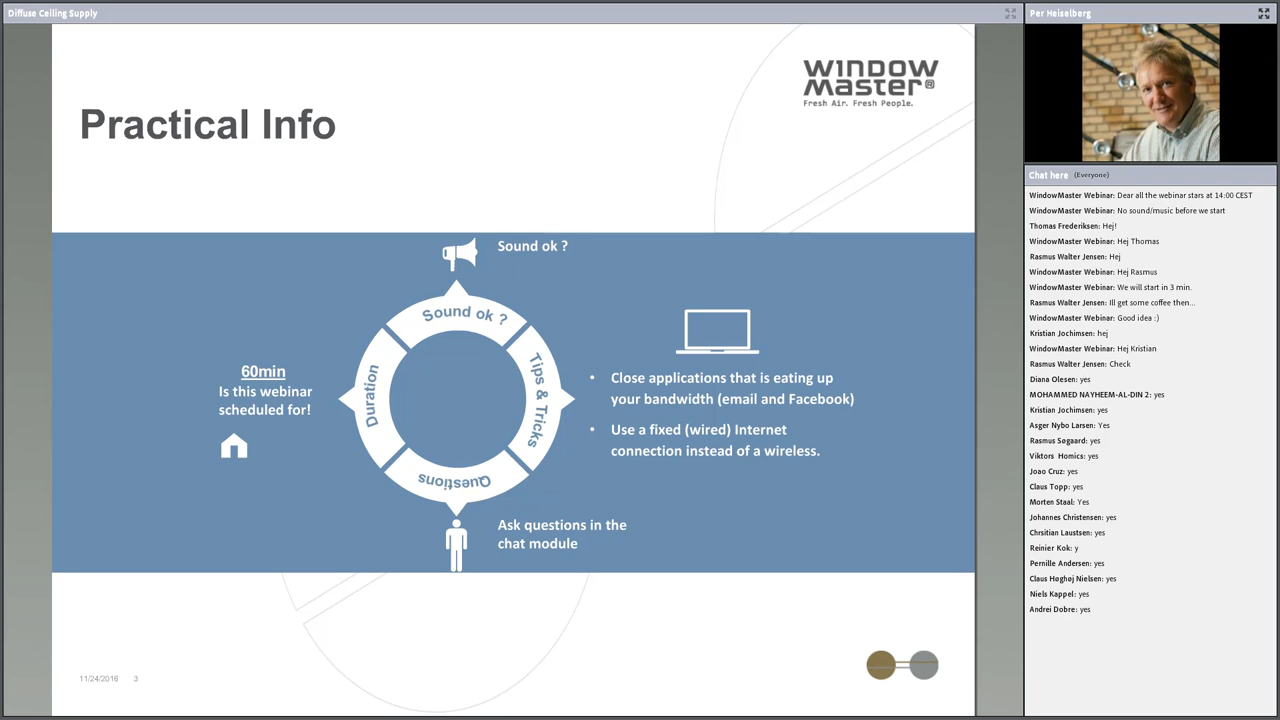 Diffuse Ceiling Supply
WINDOW
MASTER®
Fresh Air. Fresh People.
Practical Info
Sound ok ?
Sound ok ?
Tips & Tricks
Questions
Duration
60min
Is this webinar
scheduled for!
• Close applications that is eating up
your bandwidth (email and Facebook)
• Use a fixed (wired) Internet
connection instead of a wireless.
Ask questions in the
chat module
11/24/2016 3
Per Heiselberg
Chat here (Everyone)
WindowMaster Webinar: Dear all the webinar stars at 14:00 CEST
WindowMaster Webinar: No sound/music before we start
Thomas Frederiksen: Hej!
WindowMaster Webinar: Hej Thomas
Rasmus Walter Jensen: Hej
WindowMaster Webinar: Hej Rasmus
WindowMaster Webinar: We will start in 3 min.
Rasmus Walter Jensen: Ill get some coffee then...
WindowMaster Webinar: Good idea :)
Kristian Jochimsen: hej
WindowMaster Webinar: Hej Kristian
Rasmus Walter Jensen: Check
Diana Olesen: yes
MOHAMMED NAYHEEM-AL-DIN 2: yes
Kristian Jochimsen: yes
Asger Nybo Larsen: Yes
Rasmus Søgaard: yes
Viktors Homics: yes
Joao Cruz: yes
Claus Topp: yes
Morten Staal: Yes
Johannes Christensen: yes
Chrsitian Laustsen: yes
Reinier Kok: y
Pernille Andersen: yes
Claus Høghøj Nielsen: yes
Niels Kappel: yes
Andrei Dobre: yes